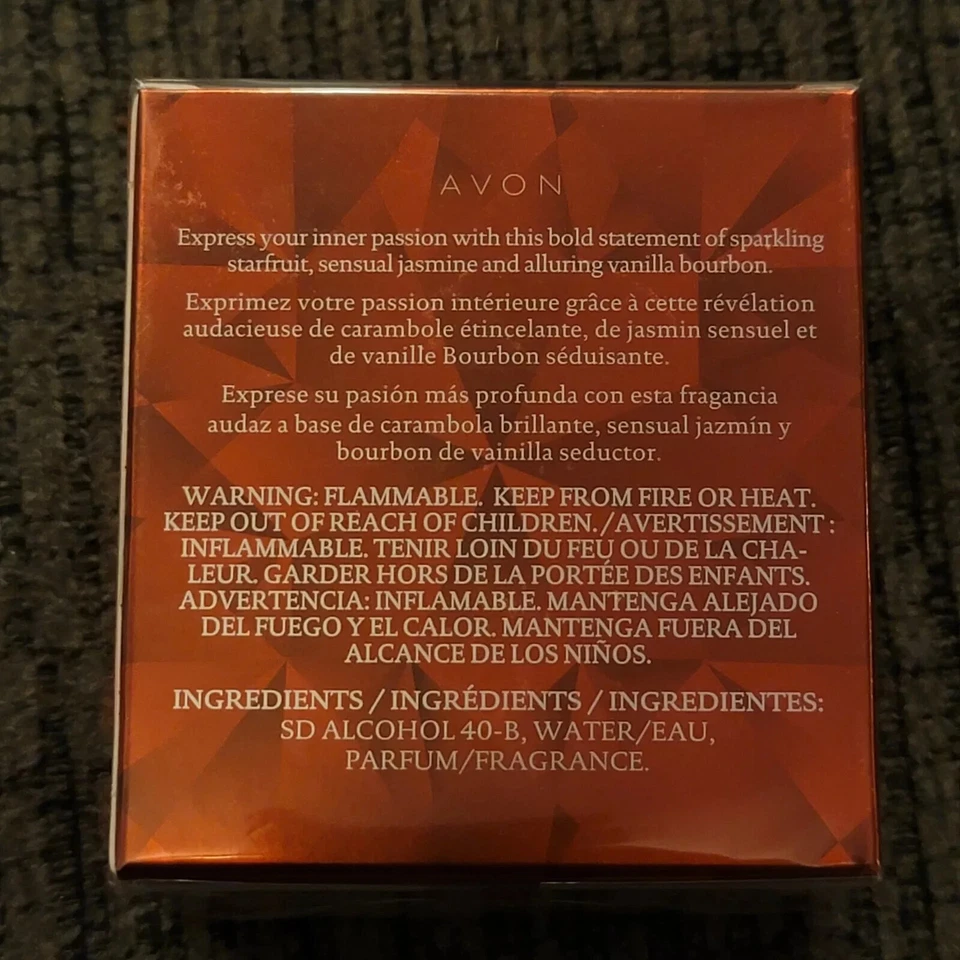 AVON
Express your inner passion with this bold statement of sparkling
starfruit, sensual jasmine and alluring vanilla bourbon.
Exprimez votre passion intérieure grâce à cette révélation
audacieuse de carambole étincelante, de jasmin sensuel et
de vanille Bourbon séduisante.
Exprese su pasión más profunda con esta fragancia
audaz a base de carambola brillante, sensual jazmín y
bourbon de vainilla seductor.
WARNING: FLAMMABLE. KEEP FROM FIRE OR HEAT.
KEEP OUT OF REACH OF CHILDREN./AVERTISSEMENT :
INFLAMMABLE. TENIR LOIN DU FEU OU DE LA CHA-
LEUR. GARDER HORS DE LA PORTÉE DES ENFANTS.
ADVERTENCIA: INFLAMABLE. MANTENGA ALEJADO
DEL FUEGO Y EL CALOR. MANTENGA FUERA DEL
ALCANCE DE LOS NIÑOS.
INGREDIENTS / INGRÉDIENTS / INGREDIENTES:
SD ALCOHOL 40-B, WATER/EAU,
PARFUM/FRAGRANCE.